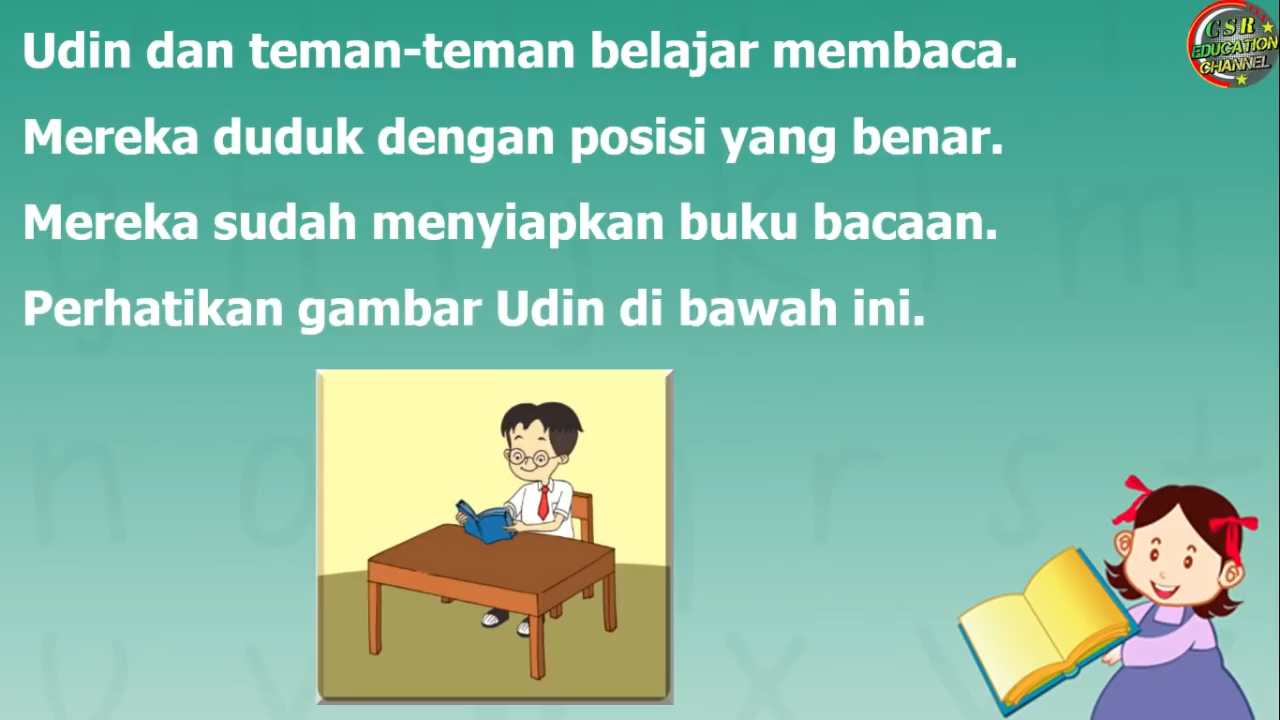 Udin dan teman-teman belajar membaca.
Mereka duduk dengan posisi yang benar.
Mereka sudah menyiapkan buku bacaan.
Perhatikan gambar Udin di bawah ini.
GSR
EDUCATION
CHANNEL
g h i j k l m
n o r s t
u v x y